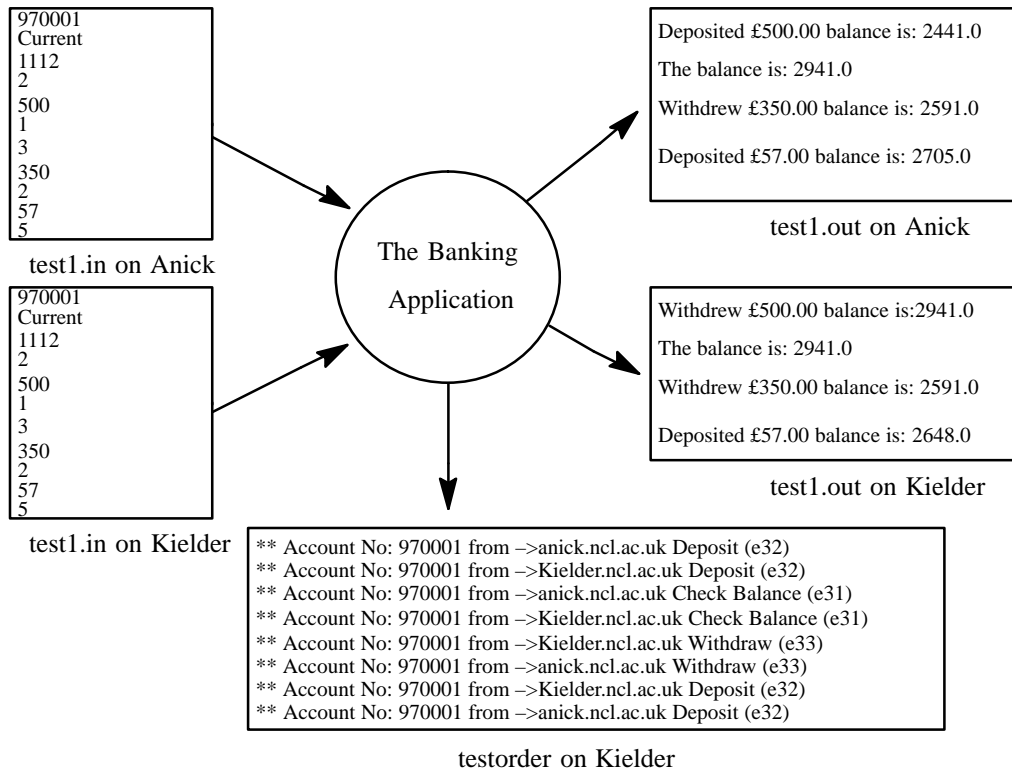 970001
Current
1112
2
500
1
3
350
2
57
5
test1.in on Anick
970001
Current
1112
2
500
1
3
350
2
57
5
test1.in on Kielder
The Banking
Application
Deposited £500.00 balance is: 2441.0
The balance is: 2941.0
Withdrew £350.00 balance is: 2591.0
Deposited £57.00 balance is: 2705.0
test1.out on Anick
Withdrew £500.00 balance is:2941.0
The balance is: 2941.0
Withdrew £350.00 balance is: 2591.0
Deposited £57.00 balance is: 2648.0
test1.out on Kielder
** Account No: 970001 from –>anick.ncl.ac.uk Deposit (e32)
** Account No: 970001 from –>Kielder.ncl.ac.uk Deposit (e32)
** Account No: 970001 from –>anick.ncl.ac.uk Check Balance (e31)
** Account No: 970001 from –>Kielder.ncl.ac.uk Check Balance (e31)
** Account No: 970001 from –>Kielder.ncl.ac.uk Withdraw (e33)
** Account No: 970001 from –>anick.ncl.ac.uk Withdraw (e33)
** Account No: 970001 from –>Kielder.ncl.ac.uk Deposit (e32)
** Account No: 970001 from –>anick.ncl.ac.uk Deposit (e32)
testorder on Kielder